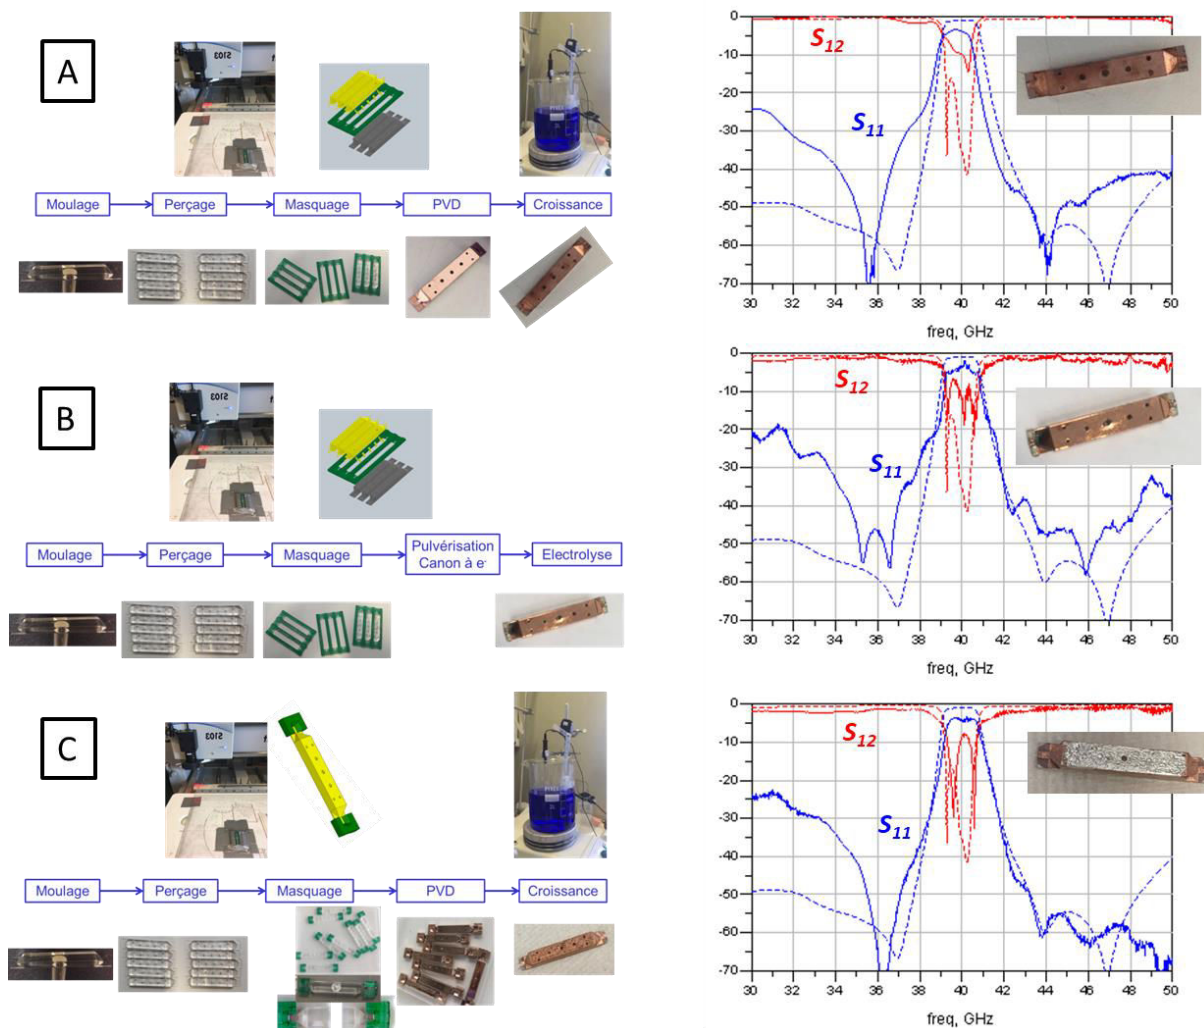 A
Moulage
Perçage
Masquage
PVD
Croissance
S12
S11
0
-10
-20
-30
-40
-50
-60
-70
30 32 34 36 38 40 42 44 46 48 50
freq, GHz
B
Moulage
Perçage
Masquage
Pulvérisation
Canon à e-
Electrolyse
S12
S11
0
-10
-20
-30
-40
-50
-60
-70
30 32 34 36 38 40 42 44 46 48 50
freq, GHz
C
Moulage
Perçage
Masquage
PVD
Croissance
S12
S11
0
-10
-20
-30
-40
-50
-60
-70
30 32 34 36 38 40 42 44 46 48 50
freq, GHz